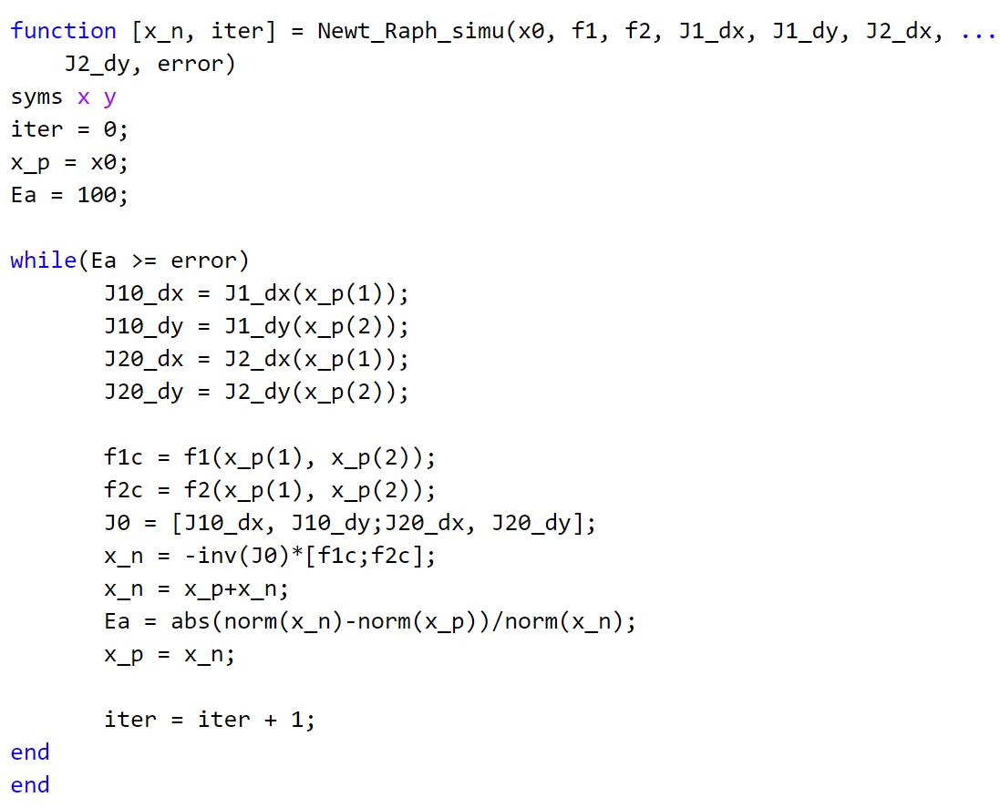 function [x_n, iter] = Newt_Raph_simu(x0, f1, f2, J1_dx, J1_dy, J2_dx, ...
    J2_dy, error)
syms x y
iter = 0;
x_p = x0;
Ea = 100;

while(Ea >= error)
       J10_dx = J1_dx(x_p(1));
       J10_dy = J1_dy(x_p(2));
       J20_dx = J2_dx(x_p(1));
       J20_dy = J2_dy(x_p(2));

       f1c = f1(x_p(1), x_p(2));
       f2c = f2(x_p(1), x_p(2));
       J0 = [J10_dx, J10_dy;J20_dx, J20_dy];
       x_n = -inv(J0)*[f1c;f2c];
       x_n = x_p+x_n;
       Ea = abs(norm(x_n)-norm(x_p))/norm(x_n);
       x_p = x_n;

       iter = iter + 1;
end
end